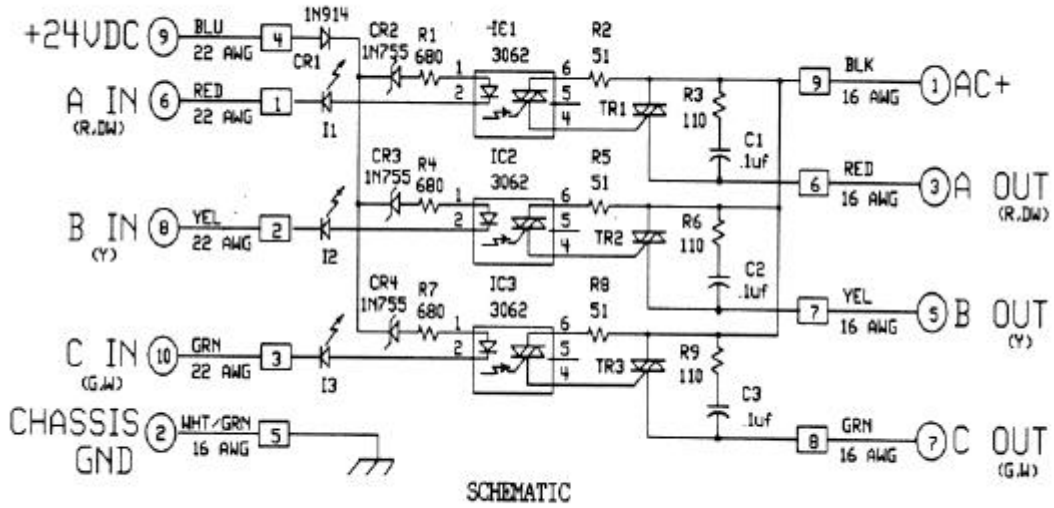 +24VDC 9 BLU 22 AWG 4 1N914 CR1
CR2 1N755 R1 680 IC1 3062 1 2 6 5 4 R2 51
A IN 6 RED 22 AWG 1 I1
(R,DW)
TR1 R3 110 C1 .1uf
9 BLK 16 AWG 1 AC+
6 RED 16 AWG 3 A OUT
(R,DW)
CR3 1N755 R4 680 IC2 3062 1 2 6 5 4 R5 51
B IN 8 YEL 22 AWG 2 I2
(Y)
TR2 R6 110 C2 .1uf
7 YEL 16 AWG 5 B OUT
(Y)
CR4 1N755 R7 680 IC3 3062 1 2 6 5 4 R8 51
C IN 10 GRN 22 AWG 3 I3
(G,W)
TR3 R9 110 C3 .1uf
8 GRN 16 AWG 7 C OUT
(G,W)
CHASSIS 2 WHT/GRN 5
GND 16 AWG
SCHEMATIC